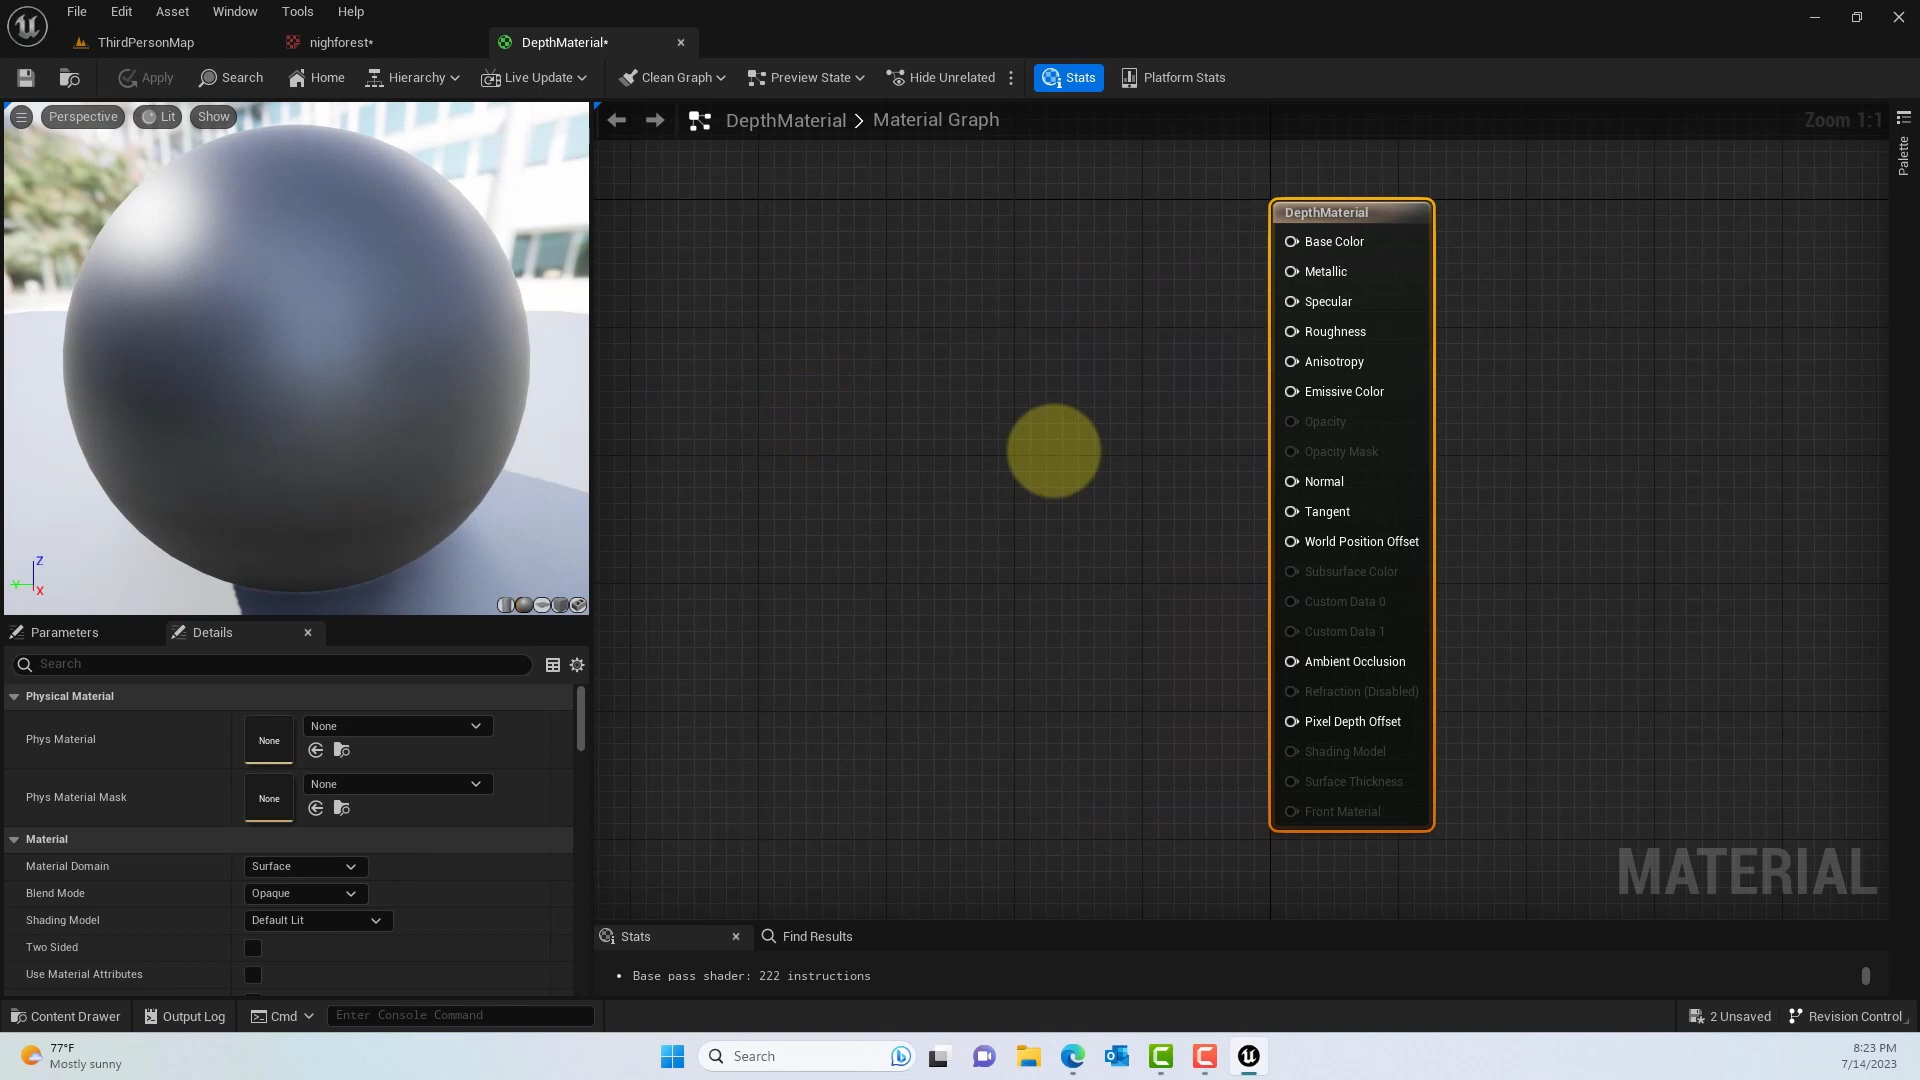 File Edit Asset Window Tools Help
ThirdPersonMap nighforest* DepthMaterial*
Apply Search Home Hierarchy Live Update Clean Graph Preview State Hide Unrelated Stats Platform Stats
Perspective Lit Show
DepthMaterial > Material Graph Zoom 1:1
Palette
DepthMaterial
Base Color
Metallic
Specular
Roughness
Anisotropy
Emissive Color
Opacity
Opacity Mask
Normal
Tangent
World Position Offset
Subsurface Color
Custom Data 0
Custom Data 1
Ambient Occlusion
Refraction (Disabled)
Pixel Depth Offset
Shading Model
Surface Thickness
Front Material
MATERIAL
Z
Y
X
Parameters Details
Search
Physical Material
Phys Material None None
Phys Material Mask None None
Material
Material Domain Surface
Blend Mode Opaque
Shading Model Default Lit
Two Sided
Use Material Attributes
Stats Find Results
• Base pass shader: 222 instructions
Content Drawer Output Log Cmd Enter Console Command 2 Unsaved Revision Control
77°F
Mostly sunny
Search
8:23 PM
7/14/2023